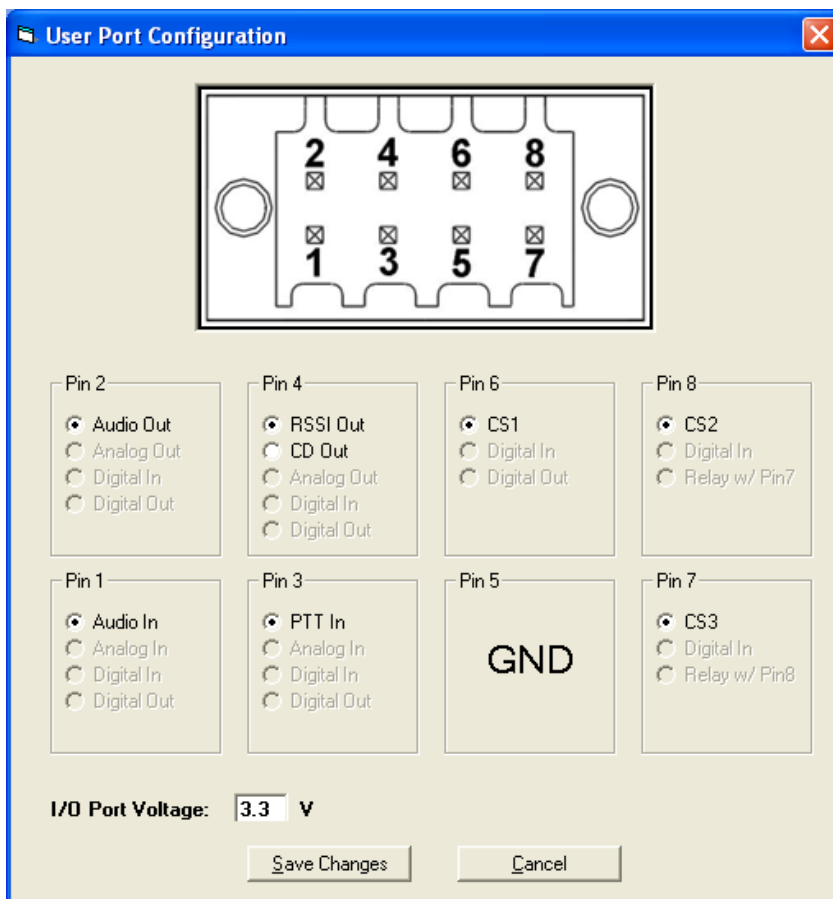 User Port Configuration
2 4 6 8
1 3 5 7
Pin 2
Audio Out
Analog Out
Digital In
Digital Out
Pin 4
RSSI Out
CD Out
Analog Out
Digital In
Digital Out
Pin 6
CS1
Digital In
Digital Out
Pin 8
CS2
Digital In
Relay w/ Pin7
Pin 1
Audio In
Analog In
Digital In
Digital Out
Pin 3
PTT In
Analog In
Digital In
Digital Out
Pin 5
GND
Pin 7
CS3
Digital In
Relay w/ Pin8
I/O Port Voltage: 3.3 V
Save Changes Cancel